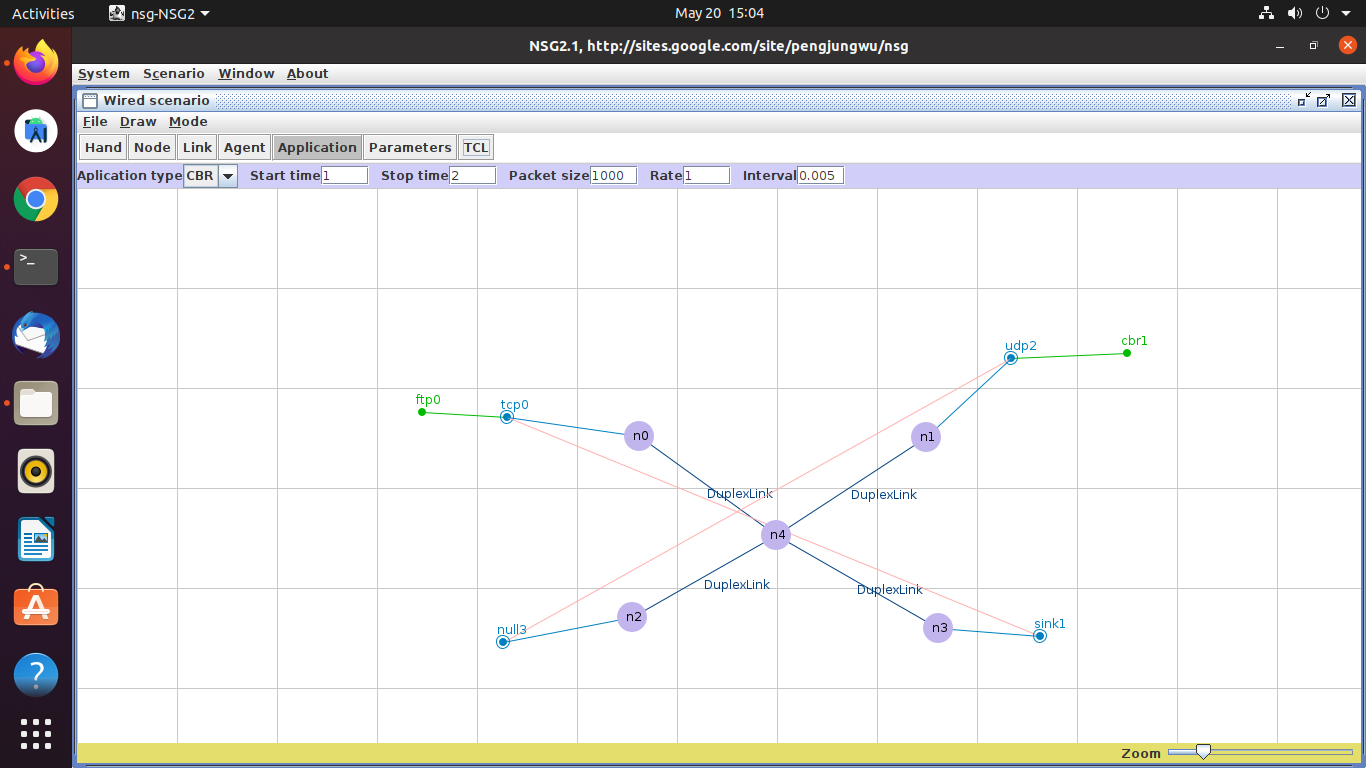 Activities nsg-NSG2 May 20 15:04
NSG2.1, http://sites.google.com/site/pengjungwu/nsg
System Scenario Window About
Wired scenario
File Draw Mode
Hand Node Link Agent Application Parameters TCL
Aplication type CBR Start time 1 Stop time 2 Packet size 1000 Rate 1 Interval 0.005
cbr1
udp2
ftp0
tcp0
n0
n1
DuplexLink
DuplexLink
n4
DuplexLink
DuplexLink
n2
n3
null3
sink1
Zoom
>_
AI
A
?